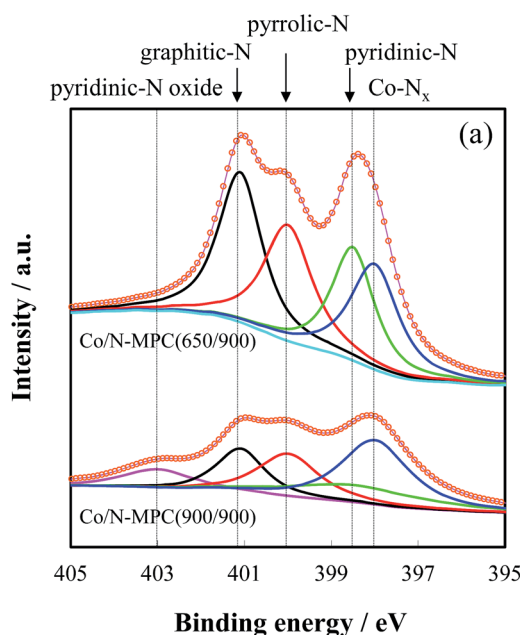 pyrrolic-N
graphitic-N
pyridinic-N
pyridinic-N oxide
Co-Nx
(a)
Intensity / a.u.
Co/N-MPC(650/900)
Co/N-MPC(900/900)
405 403 401 399 397 395
Binding energy / eV